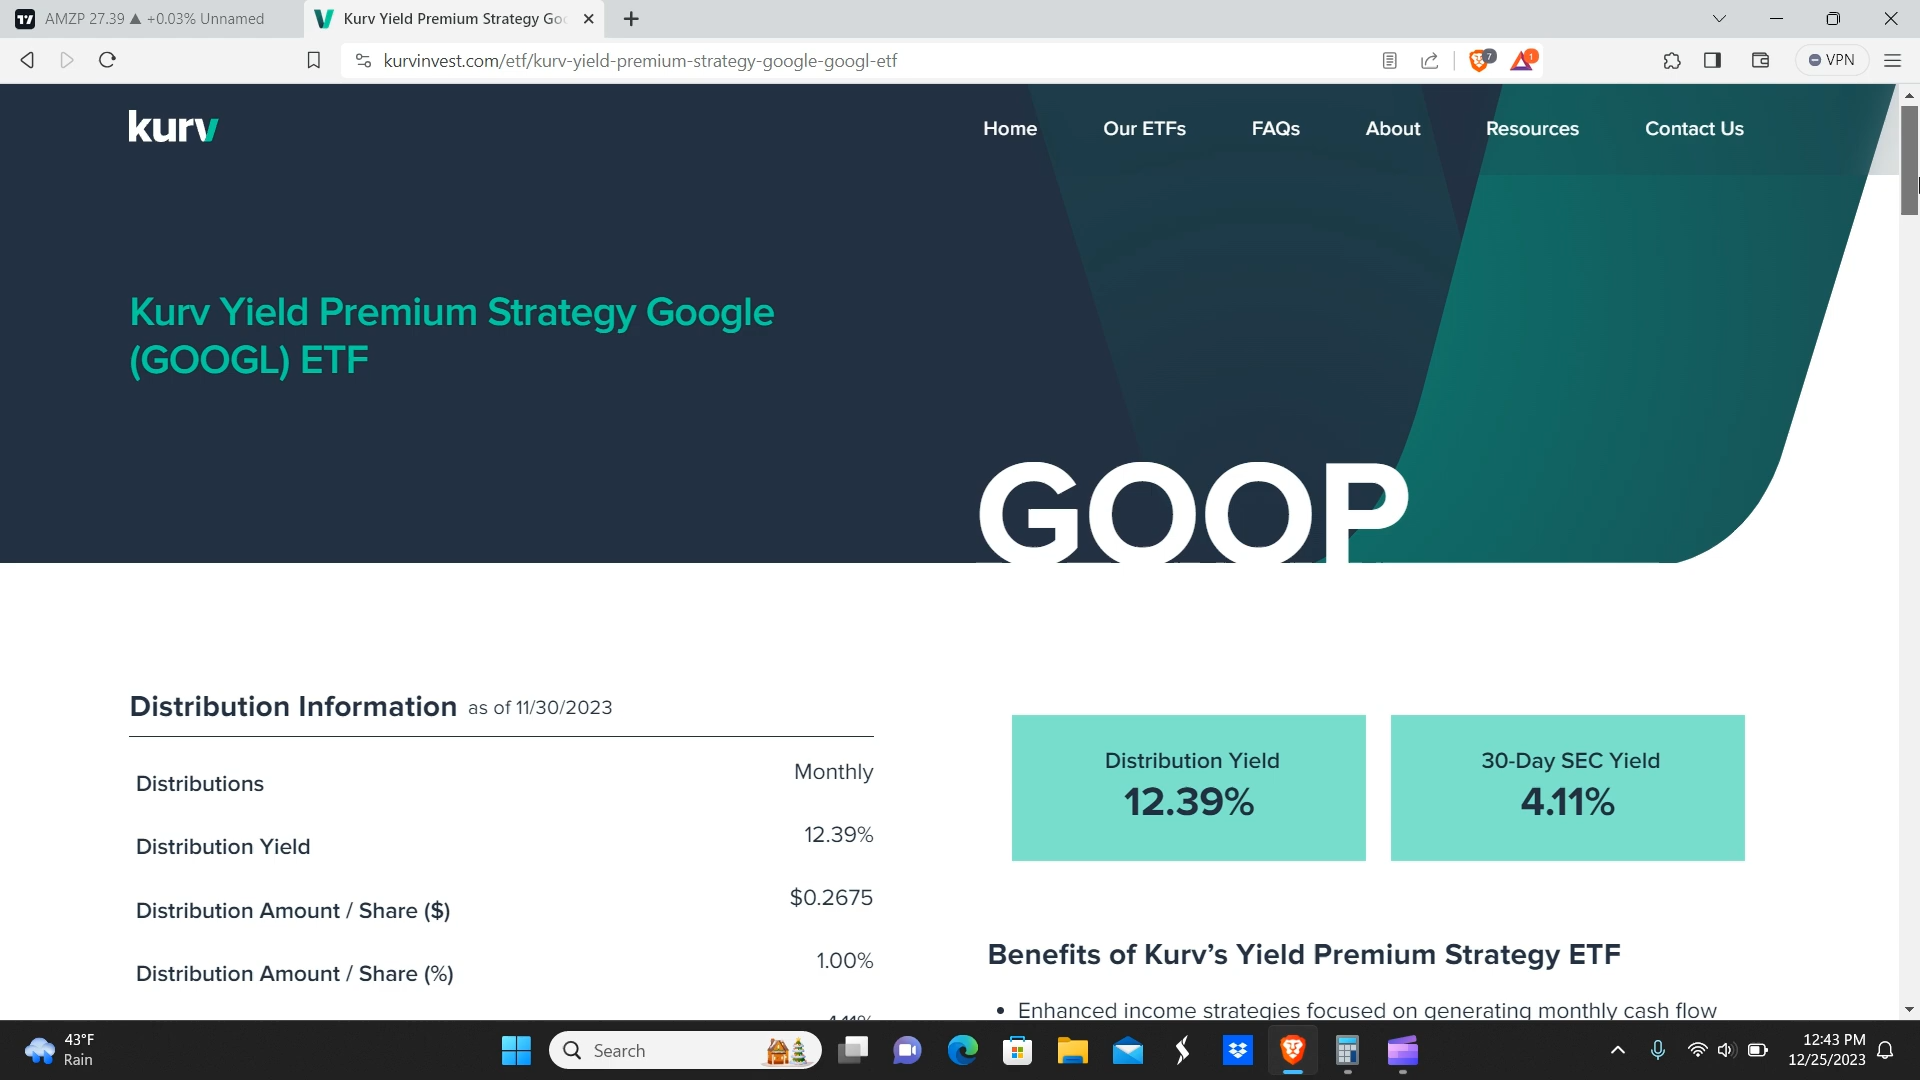 AMZP 27.39 ▲ +0.03% Unnamed
Kurv Yield Premium Strategy Goo
kurvinvest.com/etf/kurv-yield-premium-strategy-google-googl-etf
7
1
VPN
kurv
Home
Our ETFs
FAQs
About
Resources
Contact Us
Kurv Yield Premium Strategy Google
(GOOGL) ETF
GOOP
Distribution Information as of 11/30/2023
Distributions Monthly
Distribution Yield 12.39%
Distribution Amount / Share ($) $0.2675
Distribution Amount / Share (%) 1.00%
4.11%
Distribution Yield
12.39%
30-Day SEC Yield
4.11%
Benefits of Kurv’s Yield Premium Strategy ETF
• Enhanced income strategies focused on generating monthly cash flow
43°F
Rain
Search
12:43 PM
12/25/2023